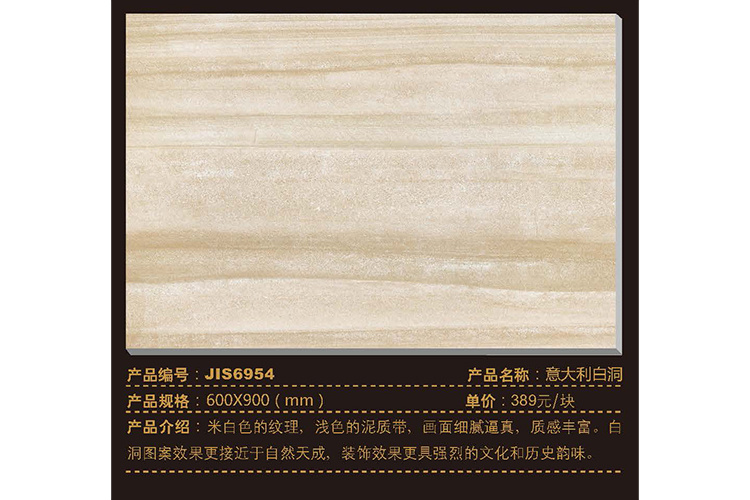 产品编号：JIS6954 产品名称：意大利白洞
产品规格：600X900（mm） 单价：389元/块
产品介绍：米白色的纹理，浅色的泥质带，画面细腻逼真，质感丰富。白
洞图案效果更接近于自然天成，装饰效果更具强烈的文化和历史韵味。